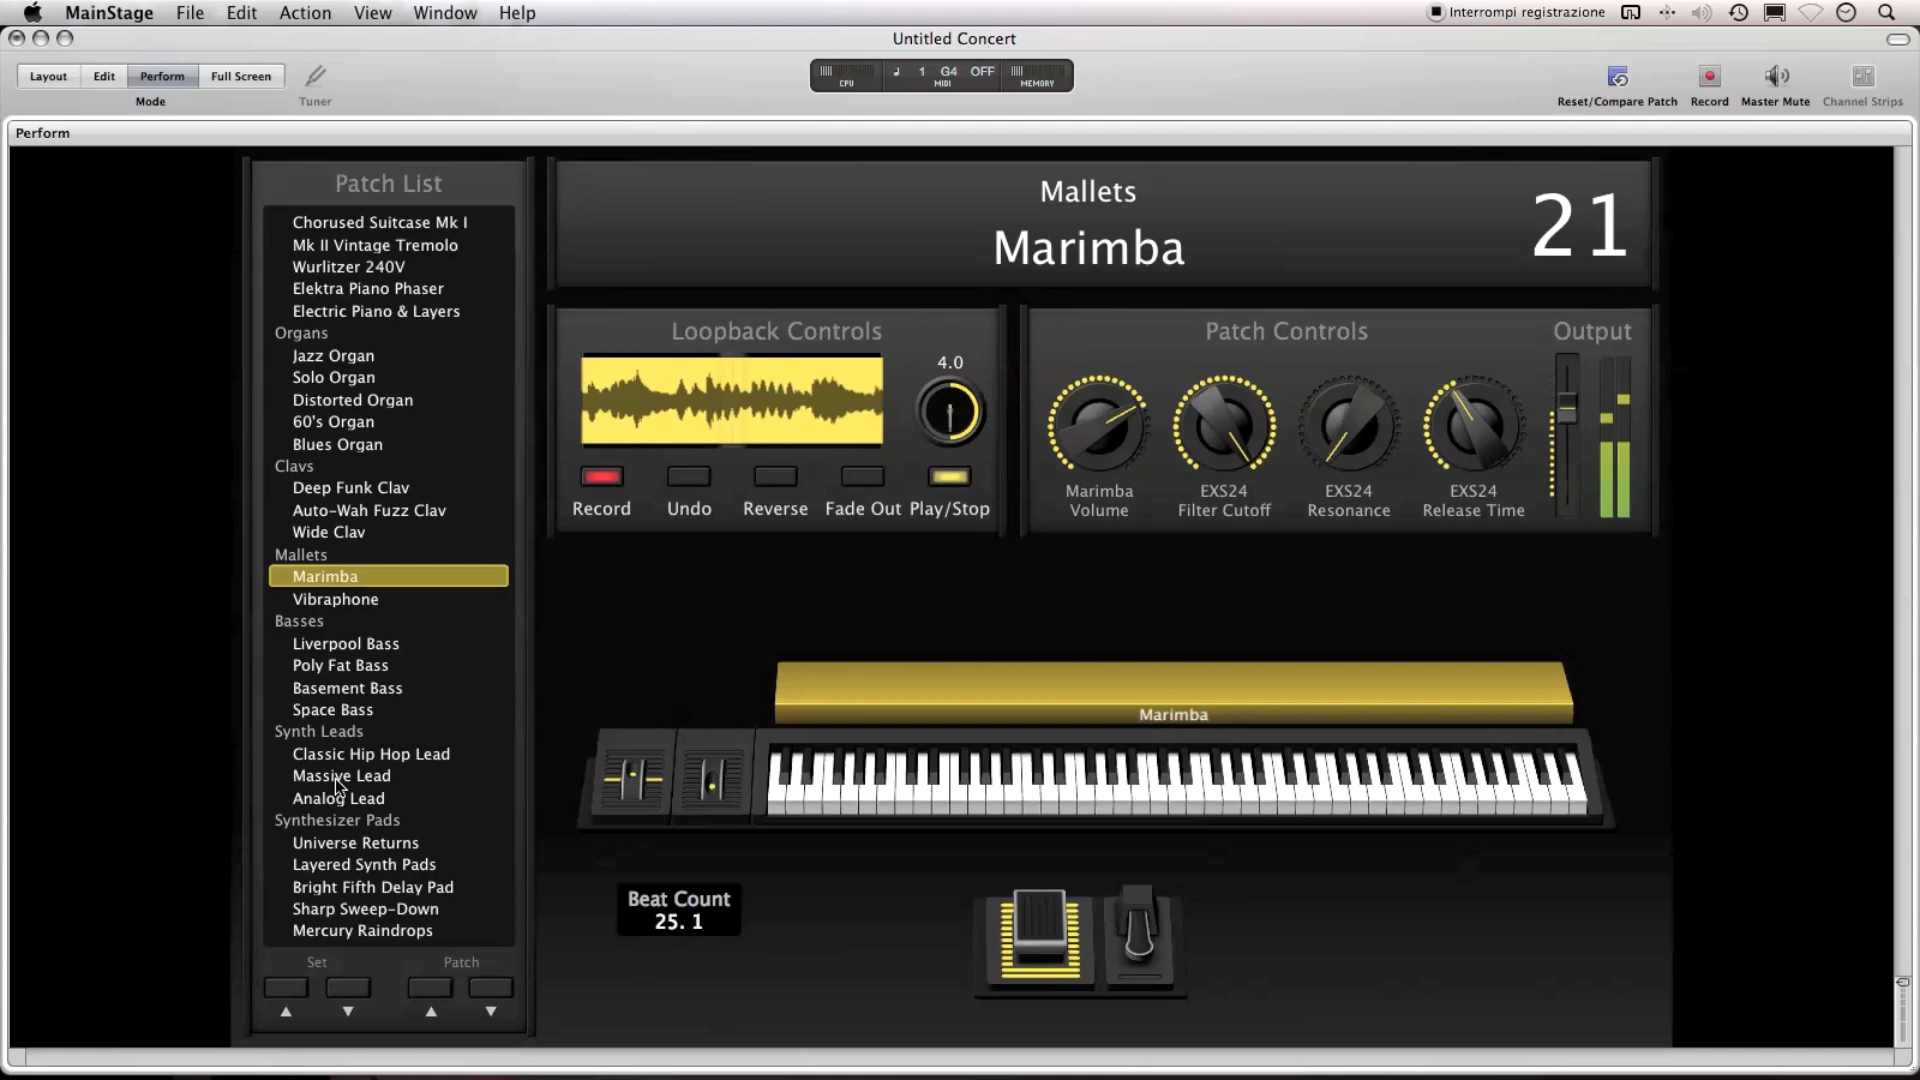 MainStage File Edit Action View Window Help
Interrompi registrazione
Untitled Concert
Layout Edit Perform Full Screen
Mode
Tuner
1 G4 OFF
CPU MIDI MEMORY
Reset/Compare Patch Record Master Mute Channel Strips
Perform
Patch List
Chorused Suitcase Mk I
Mk II Vintage Tremolo
Wurlitzer 240V
Elektra Piano Phaser
Electric Piano & Layers
Organs
Jazz Organ
Solo Organ
Distorted Organ
60's Organ
Blues Organ
Clavs
Deep Funk Clav
Auto-Wah Fuzz Clav
Wide Clav
Mallets
Marimba
Vibraphone
Basses
Liverpool Bass
Poly Fat Bass
Basement Bass
Space Bass
Synth Leads
Classic Hip Hop Lead
Massive Lead
Analog Lead
Synthesizer Pads
Universe Returns
Layered Synth Pads
Bright Fifth Delay Pad
Sharp Sweep-Down
Mercury Raindrops
Set Patch
Mallets
Marimba
21
Loopback Controls
4.0
Record Undo Reverse Fade Out Play/Stop
Patch Controls
Output
Marimba
Volume
EXS24
Filter Cutoff
EXS24
Resonance
EXS24
Release Time
Marimba
Beat Count
25. 1